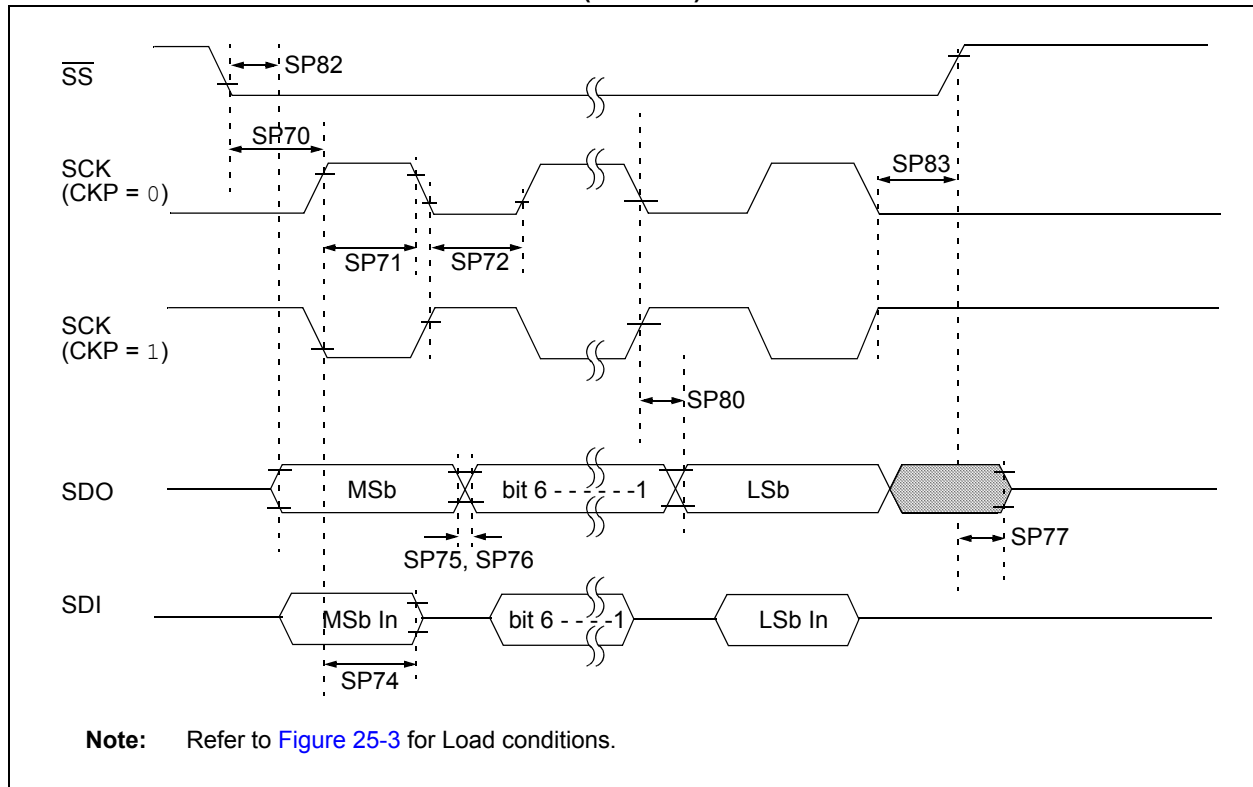 SS
SP82
SP70
SCK
(CKP = 0)
SP83
SP71
SP72
SCK
(CKP = 1)
SP80
SDO
MSb
bit 6 - - - - - -1
LSb
SP77
SP75, SP76
SDI
MSb In
bit 6 - - - -1
LSb In
SP74
Note: Refer to Figure 25-3 for Load conditions.